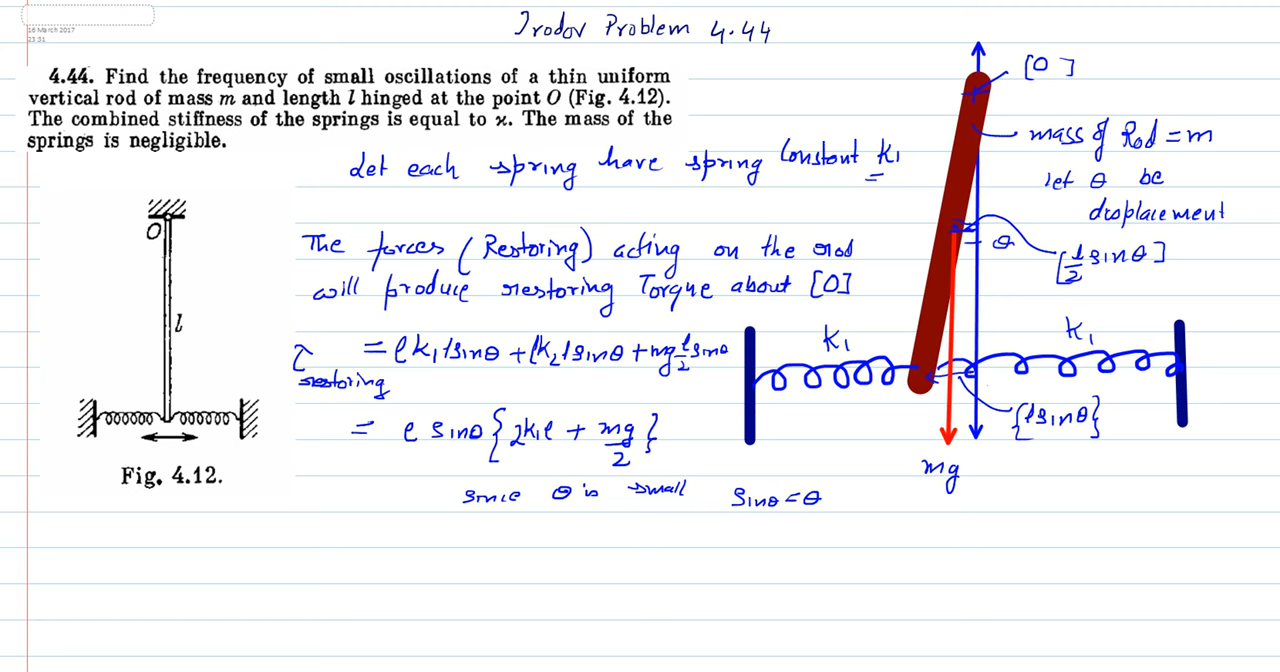 Irodov Problem 4.44
16 March 2017
23:31
4.44. Find the frequency of small oscillations of a thin uniform
vertical rod of mass m and length l hinged at the point O (Fig. 4.12).
The combined stiffness of the springs is equal to ϰ. The mass of the
springs is negligible.
Let each spring have spring Constant K₁
The forces (Restoring) acting on the rod
will produce restoring Torque about [O]
τ restoring = lK₁lsinθ + lK₂lsinθ + mg l/2 sinθ
= l sinθ {2K₁l + mg/2}
since θ is small sinθ = θ
O
l
Fig. 4.12.
[O]
mass of Rod = m
let θ be
displacement
θ
[l/2 sinθ]
K₁
K₁
{lsinθ}
mg